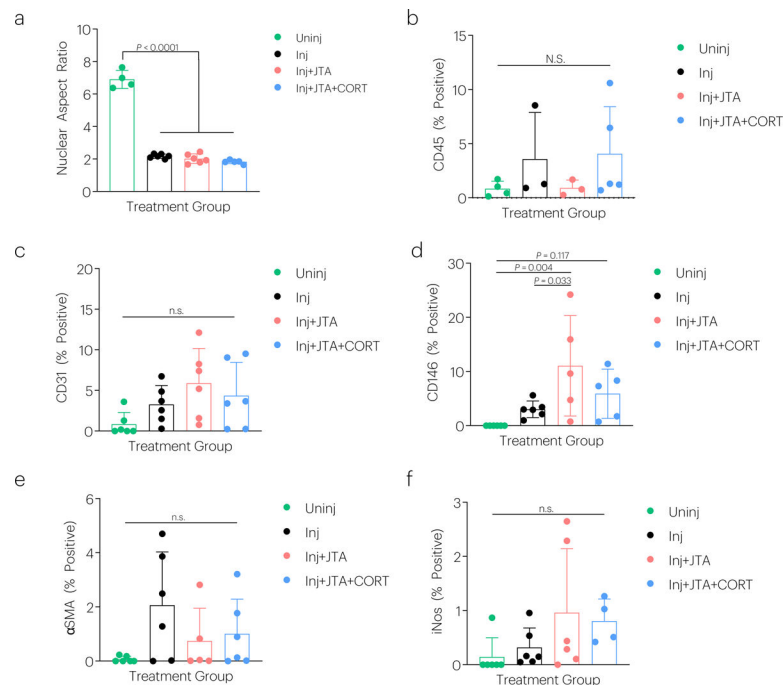 a
Nuclear Aspect Ratio
10
8
6
4
2
0
P < 0.0001
Treatment Group
Uninj
Inj
Inj+JTA
Inj+JTA+CORT
b
CD45 (% Positive)
15
10
5
0
N.S.
Treatment Group
Uninj
Inj
Inj+JTA
Inj+JTA+CORT
c
CD31 (% Positive)
20
15
10
5
0
n.s.
Treatment Group
Uninj
Inj
Inj+JTA
Inj+JTA+CORT
d
CD146 (% Positive)
30
20
10
0
P = 0.117
P = 0.004
P = 0.033
Treatment Group
Uninj
Inj
Inj+JTA
Inj+JTA+CORT
e
αSMA (% Positive)
6
4
2
0
n.s.
Treatment Group
Uninj
Inj
Inj+JTA
Inj+JTA+CORT
f
iNos (% Positive)
3
2
1
0
n.s.
Treatment Group
Uninj
Inj
Inj+JTA
Inj+JTA+CORT